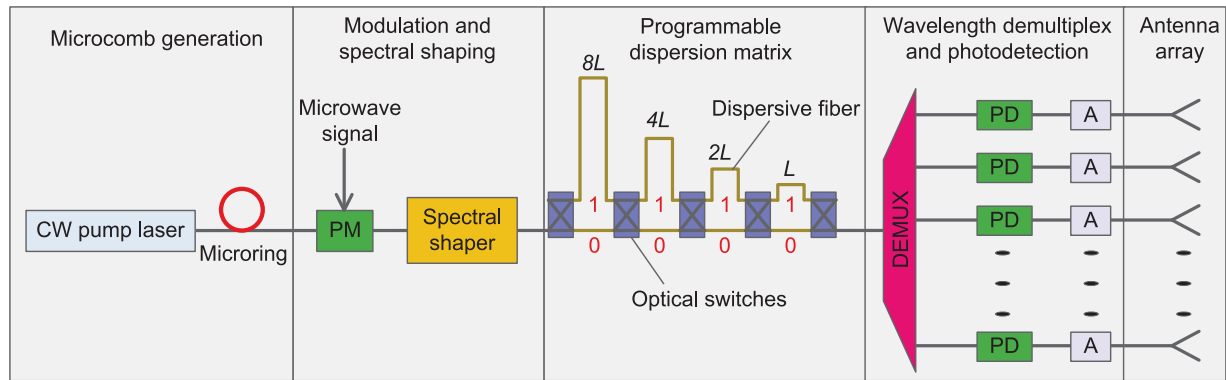 Microcomb generation
Modulation and
spectral shaping
Programmable
dispersion matrix
Wavelength demultiplex
and photodetection
Antenna
array
Microwave
signal
CW pump laser
Microring
PM
Spectral
shaper
8L
4L
2L
L
Dispersive fiber
1 1 1 1
0 0 0 0
Optical switches
DEMUX
PD A
PD A
PD A
PD A